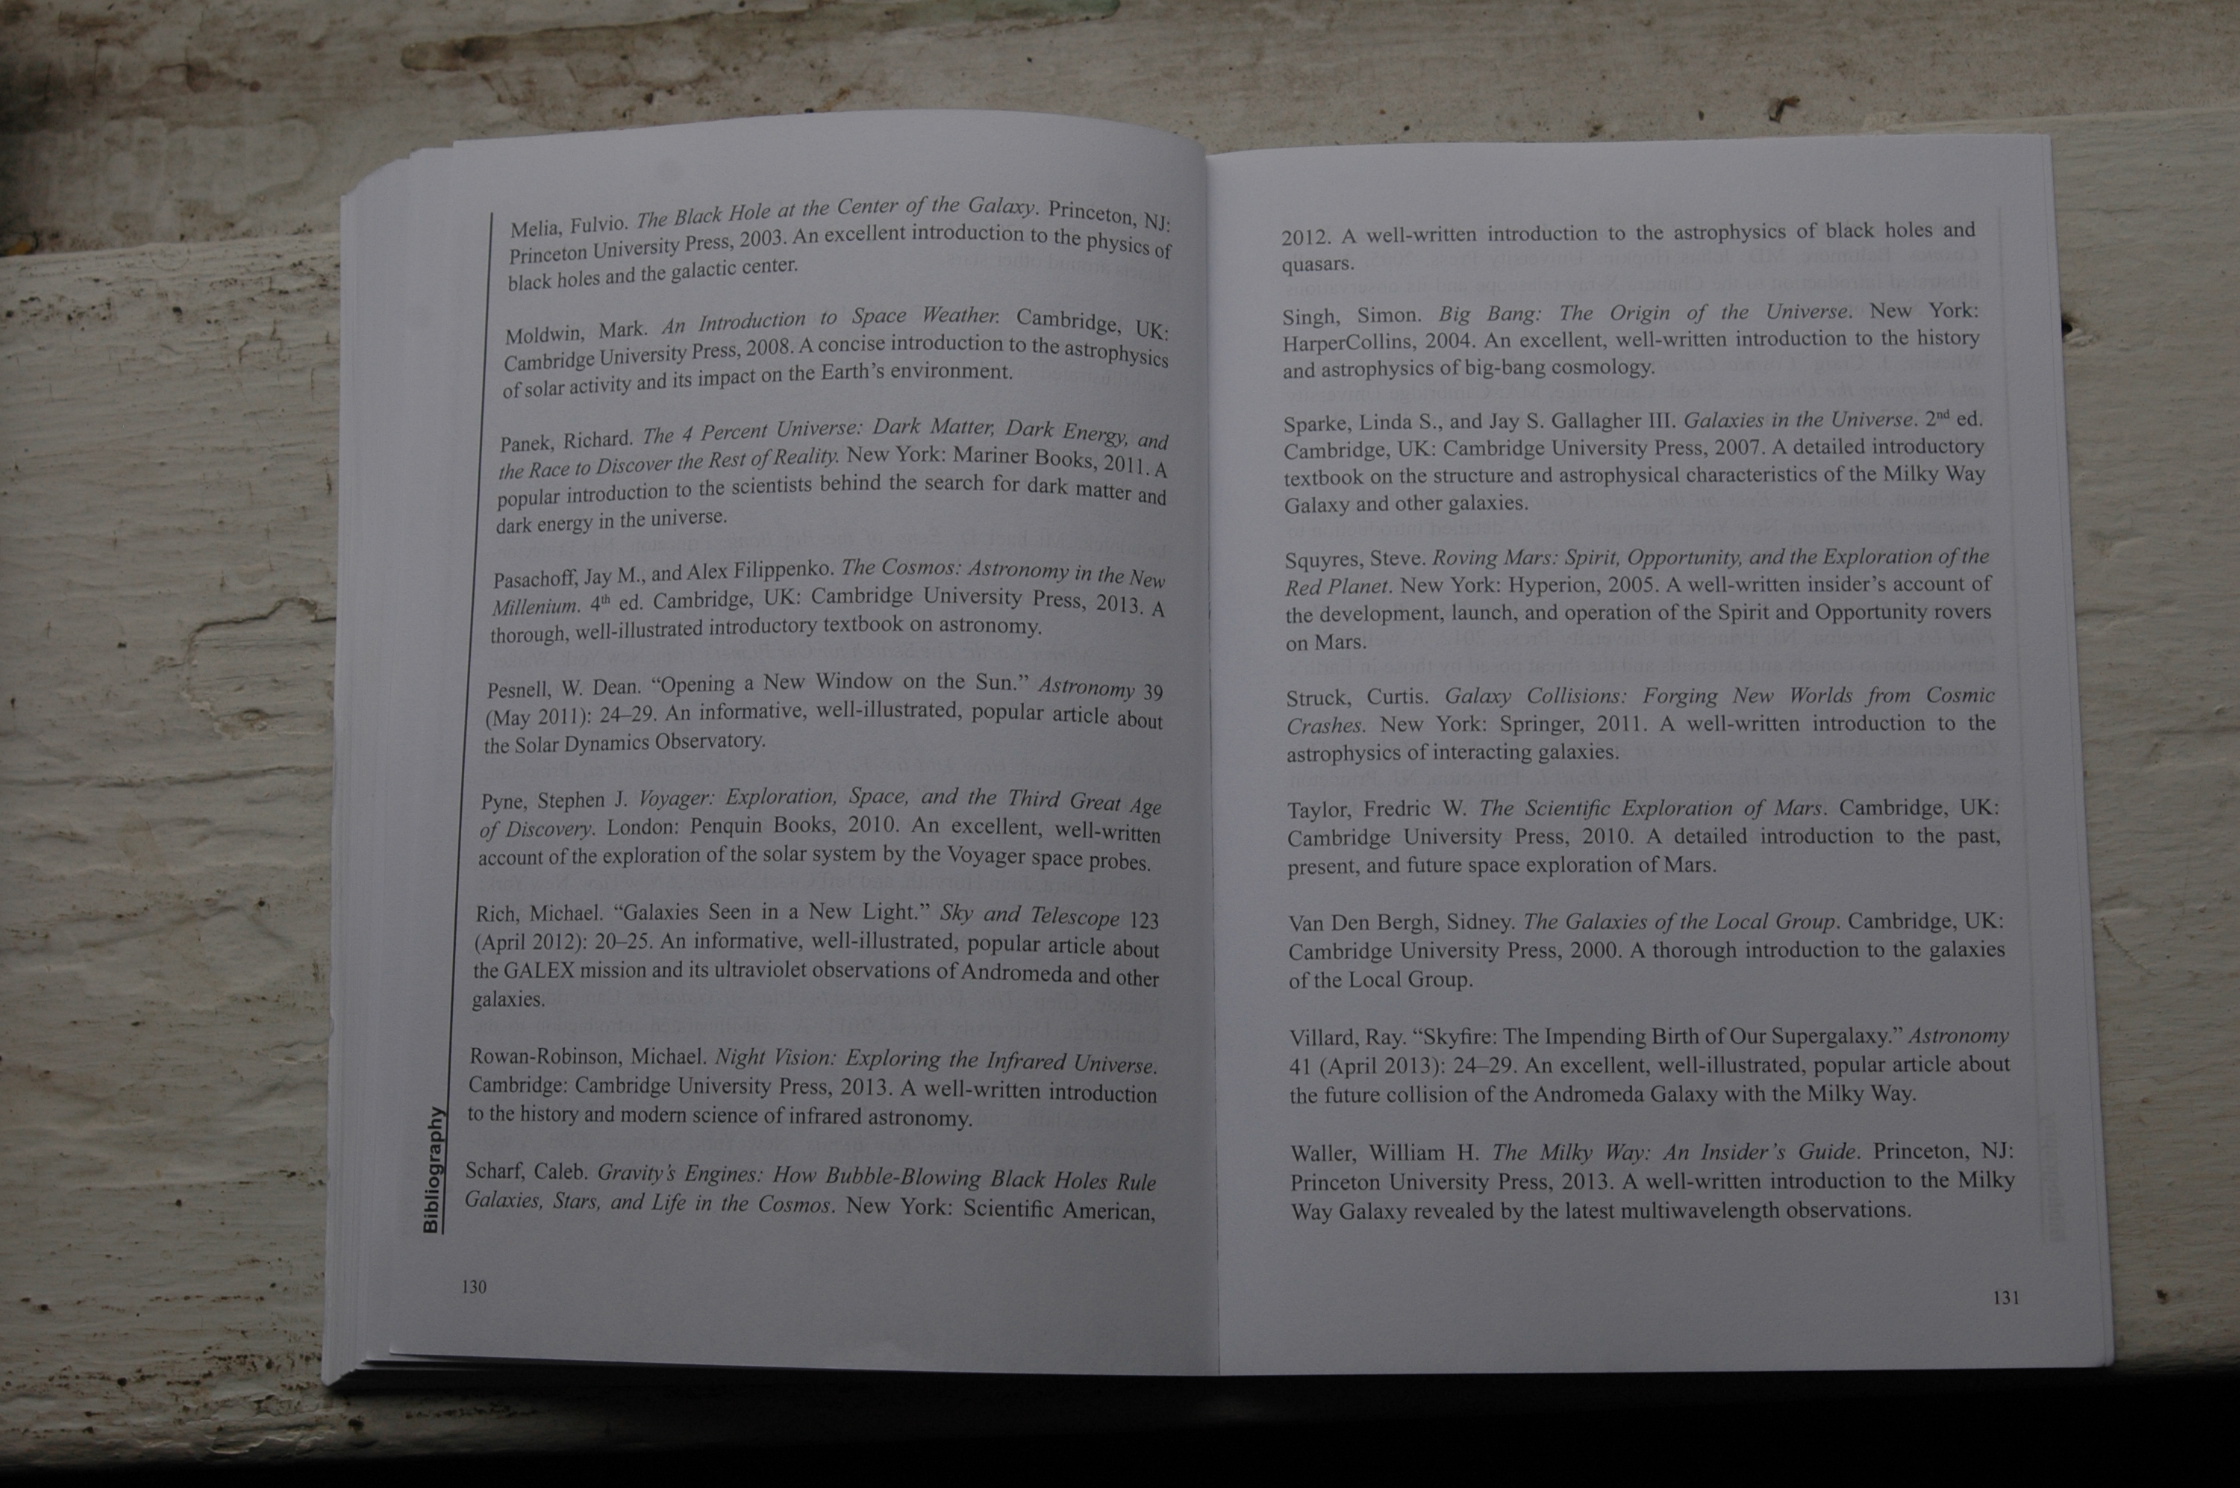 Melia, Fulvio. The Black Hole at the Center of the Galaxy. Princeton, NJ:
Princeton University Press, 2003. An excellent introduction to the physics of
black holes and the galactic center.
Moldwin, Mark. An Introduction to Space Weather. Cambridge, UK:
Cambridge University Press, 2008. A concise introduction to the astrophysics
of solar activity and its impact on the Earth’s environment.
Panek, Richard. The 4 Percent Universe: Dark Matter, Dark Energy, and
the Race to Discover the Rest of Reality. New York: Mariner Books, 2011. A
popular introduction to the scientists behind the search for dark matter and
dark energy in the universe.
Pasachoff, Jay M., and Alex Filippenko. The Cosmos: Astronomy in the New
Millenium. 4th ed. Cambridge, UK: Cambridge University Press, 2013. A
thorough, well-illustrated introductory textbook on astronomy.
Pesnell, W. Dean. “Opening a New Window on the Sun.” Astronomy 39
(May 2011): 24–29. An informative, well-illustrated, popular article about
the Solar Dynamics Observatory.
Pyne, Stephen J. Voyager: Exploration, Space, and the Third Great Age
of Discovery. London: Penquin Books, 2010. An excellent, well-written
account of the exploration of the solar system by the Voyager space probes.
Rich, Michael. “Galaxies Seen in a New Light.” Sky and Telescope 123
(April 2012): 20–25. An informative, well-illustrated, popular article about
the GALEX mission and its ultraviolet observations of Andromeda and other
galaxies.
Rowan-Robinson, Michael. Night Vision: Exploring the Infrared Universe.
Cambridge: Cambridge University Press, 2013. A well-written introduction
to the history and modern science of infrared astronomy.
Scharf, Caleb. Gravity’s Engines: How Bubble-Blowing Black Holes Rule
Galaxies, Stars, and Life in the Cosmos. New York: Scientific American,
Bibliography
130
2012. A well-written introduction to the astrophysics of black holes and
quasars.
Singh, Simon. Big Bang: The Origin of the Universe. New York:
HarperCollins, 2004. An excellent, well-written introduction to the history
and astrophysics of big-bang cosmology.
Sparke, Linda S., and Jay S. Gallagher III. Galaxies in the Universe. 2nd ed.
Cambridge, UK: Cambridge University Press, 2007. A detailed introductory
textbook on the structure and astrophysical characteristics of the Milky Way
Galaxy and other galaxies.
Squyres, Steve. Roving Mars: Spirit, Opportunity, and the Exploration of the
Red Planet. New York: Hyperion, 2005. A well-written insider’s account of
the development, launch, and operation of the Spirit and Opportunity rovers
on Mars.
Struck, Curtis. Galaxy Collisions: Forging New Worlds from Cosmic
Crashes. New York: Springer, 2011. A well-written introduction to the
astrophysics of interacting galaxies.
Taylor, Fredric W. The Scientific Exploration of Mars. Cambridge, UK:
Cambridge University Press, 2010. A detailed introduction to the past,
present, and future space exploration of Mars.
Van Den Bergh, Sidney. The Galaxies of the Local Group. Cambridge, UK:
Cambridge University Press, 2000. A thorough introduction to the galaxies
of the Local Group.
Villard, Ray. “Skyfire: The Impending Birth of Our Supergalaxy.” Astronomy
41 (April 2013): 24–29. An excellent, well-illustrated, popular article about
the future collision of the Andromeda Galaxy with the Milky Way.
Waller, William H. The Milky Way: An Insider’s Guide. Princeton, NJ:
Princeton University Press, 2013. A well-written introduction to the Milky
Way Galaxy revealed by the latest multiwavelength observations.
131